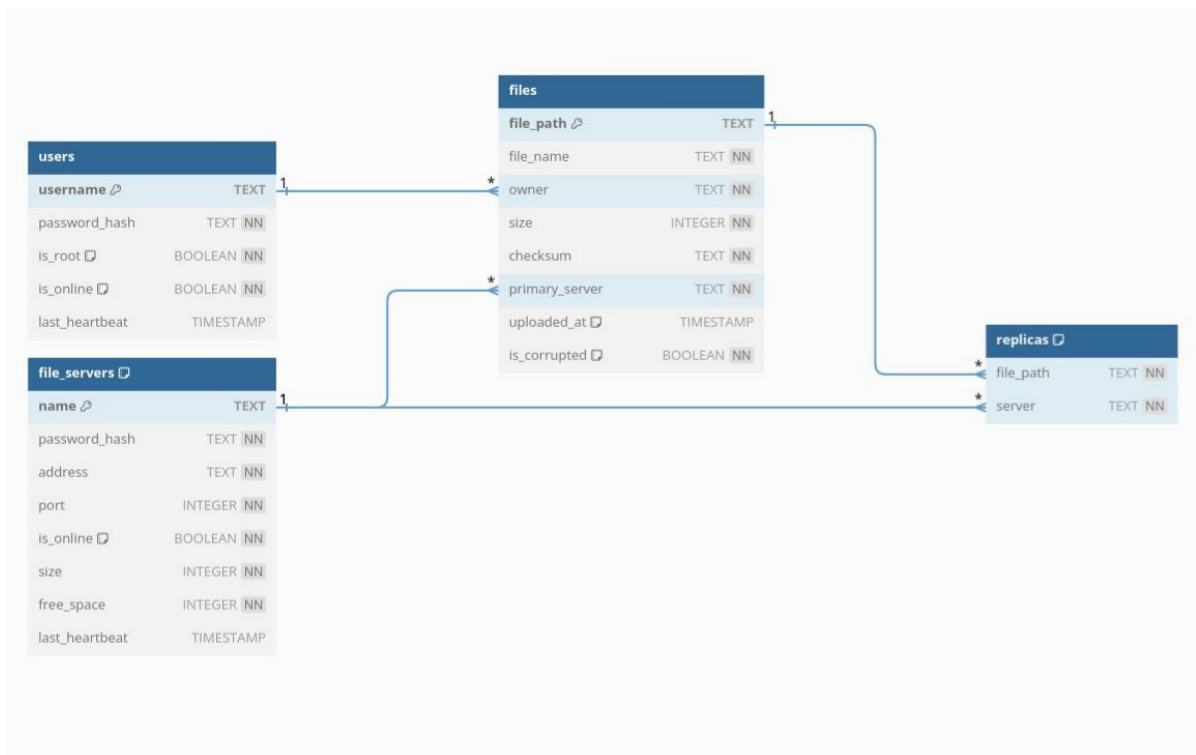 users
username TEXT
password_hash TEXT NN
is_root BOOLEAN NN
is_online BOOLEAN NN
last_heartbeat TIMESTAMP
file_servers
name TEXT
password_hash TEXT NN
address TEXT NN
port INTEGER NN
is_online BOOLEAN NN
size INTEGER NN
free_space INTEGER NN
last_heartbeat TIMESTAMP
1
1
files
file_path TEXT
file_name TEXT NN
owner TEXT NN
size INTEGER NN
checksum TEXT NN
primary_server TEXT NN
uploaded_at TIMESTAMP
is_corrupted BOOLEAN NN
*
*
1
replicas
* file_path TEXT NN
* server TEXT NN